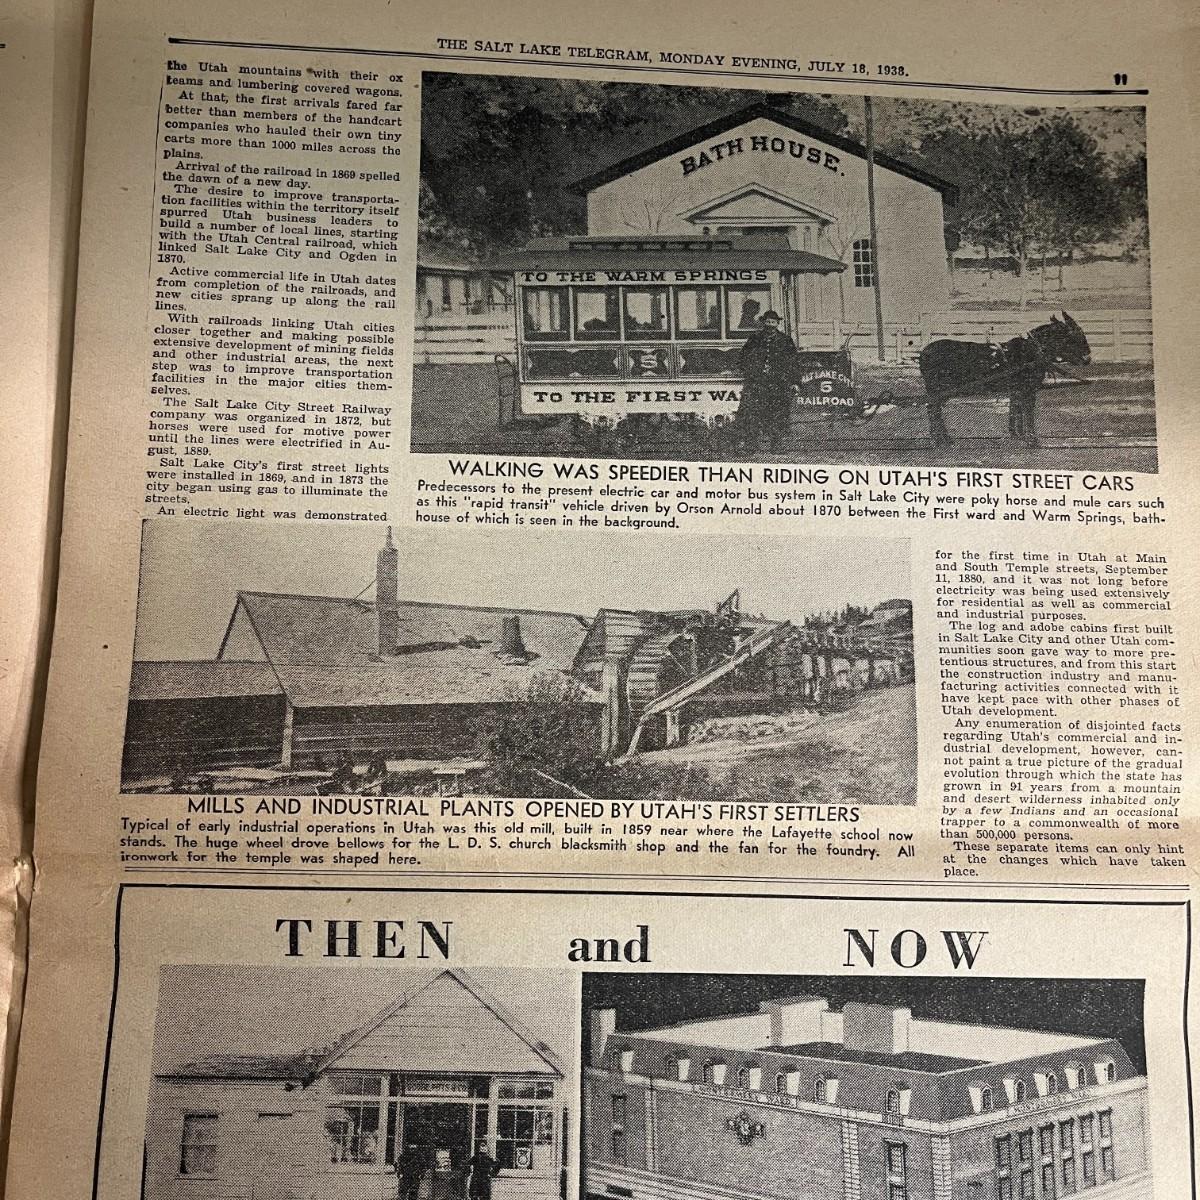 THE SALT LAKE TELEGRAM, MONDAY EVENING, JULY 18, 1938.
the Utah mountains with their ox
teams and lumbering covered wagons.
At that, the first arrivals fared far
better than members of the handcart
companies who hauled their own tiny
carts more than 1000 miles across the
plains.
Arrival of the railroad in 1869 spelled
the dawn of a new day.
The desire to improve transporta-
tion facilities within the territory itself
spurred Utah business leaders to
build a number of local lines, starting
with the Utah Central railroad, which
linked Salt Lake City and Ogden in
1870.
Active commercial life in Utah dates
from completion of the railroads, and
new cities sprang up along the rail
lines.
With railroads linking Utah cities
closer together and making possible
extensive development of mining fields
and other industrial areas, the next
step was to improve transportation
facilities in the major cities them-
selves.
The Salt Lake City Street Railway
company was organized in 1872, but
horses were used for motive power
until the lines were electrified in Au-
gust, 1889.
Salt Lake City's first street lights
were installed in 1869, and in 1873 the
city began using gas to illuminate the
streets.
An electric light was demonstrated
BATH HOUSE.
TO THE WARM SPRINGS
5
TO THE FIRST WA
ALT LAKE CITY
5
RAILROAD
WALKING WAS SPEEDIER THAN RIDING ON UTAH'S FIRST STREET CARS
Predecessors to the present electric car and motor bus system in Salt Lake City were poky horse and mule cars such
as this "rapid transit" vehicle driven by Orson Arnold about 1870 between the First ward and Warm Springs, bath-
house of which is seen in the background.
MILLS AND INDUSTRIAL PLANTS OPENED BY UTAH'S FIRST SETTLERS
Typical of early industrial operations in Utah was this old mill, built in 1859 near where the Lafayette school now
stands. The huge wheel drove bellows for the L. D. S. church blacksmith shop and the fan for the foundry. All
ironwork for the temple was shaped here.
for the first time in Utah at Main
and South Temple streets, September
11, 1880, and it was not long before
electricity was being used extensively
for residential as well as commercial
and industrial purposes.
The log and adobe cabins first built
in Salt Lake City and other Utah com-
munities soon gave way to more pre-
tentious structures, and from this start
the construction industry and manu-
facturing activities connected with it
have kept pace with other phases of
Utah development.
Any enumeration of disjointed facts
regarding Utah's commercial and in-
dustrial development, however, can-
not paint a true picture of the gradual
evolution through which the state has
grown in 91 years from a mountain
and desert wilderness inhabited only
by a few Indians and an occasional
trapper to a commonwealth of more
than 500,000 persons.
These separate items can only hint
at the changes which have taken
place.
THEN and NOW
MONTGOMERY WARD